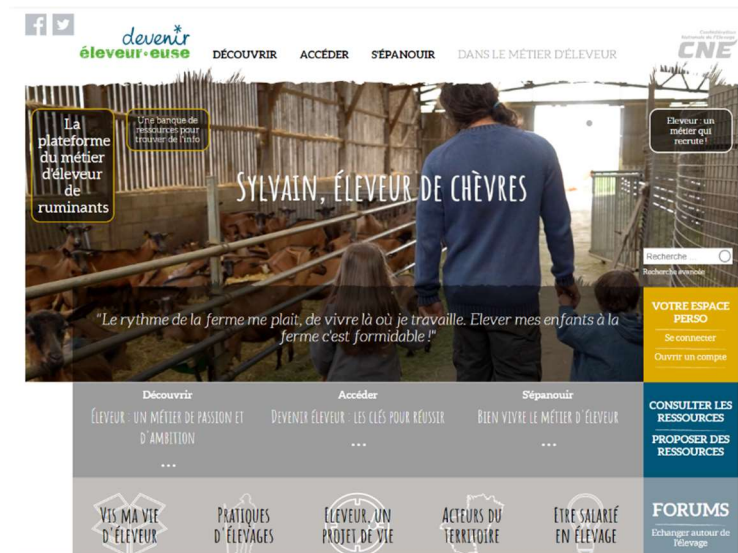 devenir
éleveur·euse
DÉCOUVRIR ACCÉDER S'ÉPANOUIR DANS LE MÉTIER D'ÉLEVEUR
Confédération
Nationale de l'Elevage
CNE
La
plateforme
du métier
d'éleveur
de
ruminants
Une banque de
ressources pour
trouver de l'info
Eleveur : un
métier qui
recrute !
SYLVAIN, ÉLEVEUR DE CHÈVRES
Recherche ...
Recherche avancée
"Le rythme de la ferme me plait, de vivre là où je travaille. Elever mes enfants à la
ferme c'est formidable !"
VOTRE ESPACE
PERSO
Se connecter
Ouvrir un compte
Découvrir
ÉLEVEUR : UN MÉTIER DE PASSION ET
D'AMBITION
...
Accéder
DEVENIR ÉLEVEUR : LES CLÉS POUR RÉUSSIR
...
S'épanouir
BIEN VIVRE LE MÉTIER D'ÉLEVEUR
...
CONSULTER LES
RESSOURCES
PROPOSER DES
RESSOURCES
VIS MA VIE
D'ÉLEVEUR
PRATIQUES
D'ÉLEVAGES
ELEVEUR, UN
PROJET DE VIE
ACTEURS DU
TERRITOIRE
ETRE SALARIÉ
EN ÉLEVAGE
FORUMS
Echanger autour de
l'élevage